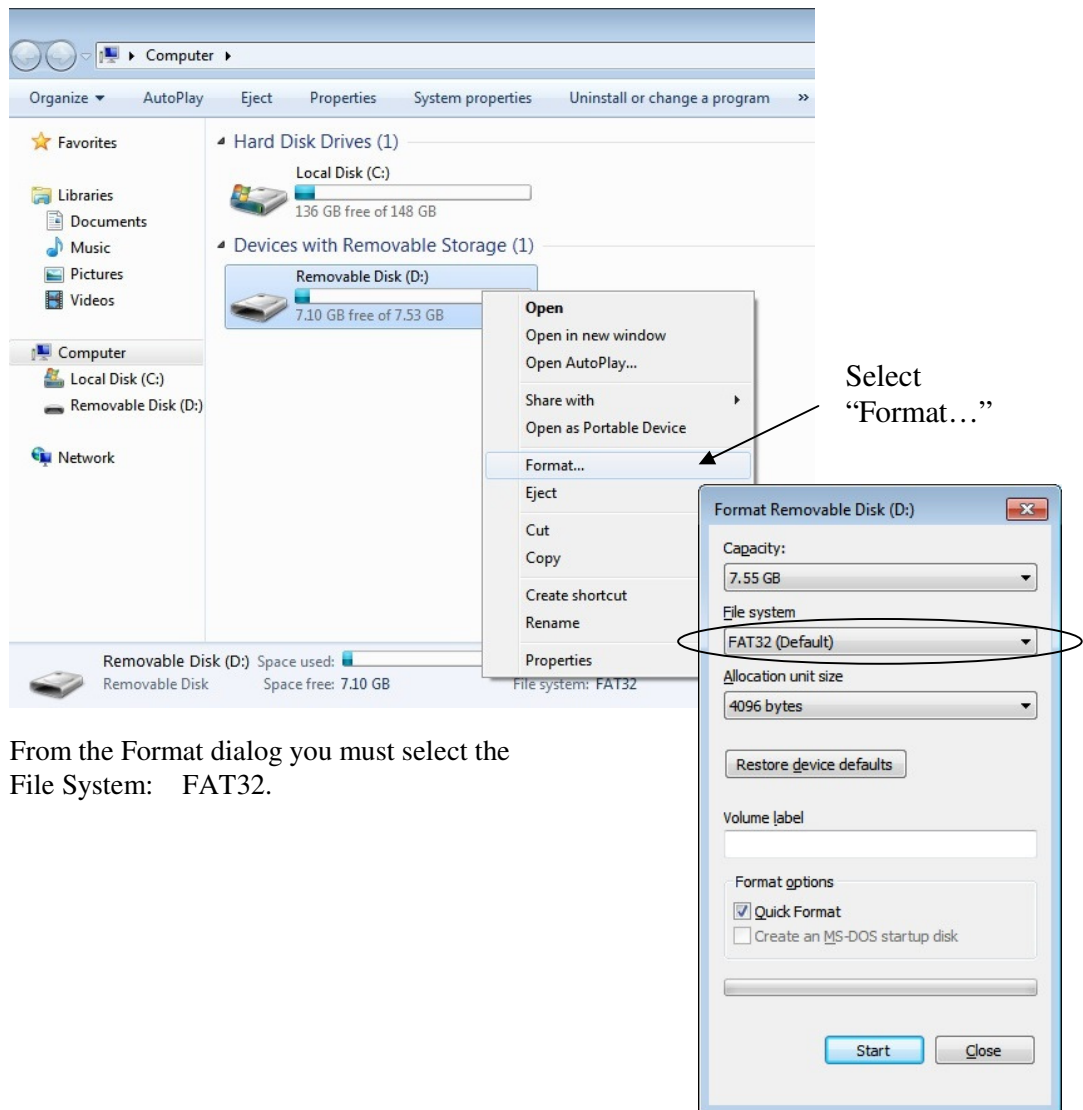 Computer
Organize AutoPlay Eject Properties System properties Uninstall or change a program »
Favorites
Libraries
Documents
Music
Pictures
Videos
Computer
Local Disk (C:)
Removable Disk (D:)
Network
Hard Disk Drives (1)
Local Disk (C:)
136 GB free of 148 GB
Devices with Removable Storage (1)
Removable Disk (D:)
7.10 GB free of 7.53 GB
Open
Open in new window
Open AutoPlay...
Share with
Open as Portable Device
Format...
Eject
Cut
Copy
Create shortcut
Rename
Properties
Select
“Format…”
Removable Disk (D:) Space used:
Removable Disk Space free: 7.10 GB File system: FAT32
Format Removable Disk (D:)
Capacity:
7.55 GB
File system
FAT32 (Default)
Allocation unit size
4096 bytes
Restore device defaults
Volume label
Format options
Quick Format
Create an MS-DOS startup disk
Start Close
From the Format dialog you must select the
File System: FAT32.